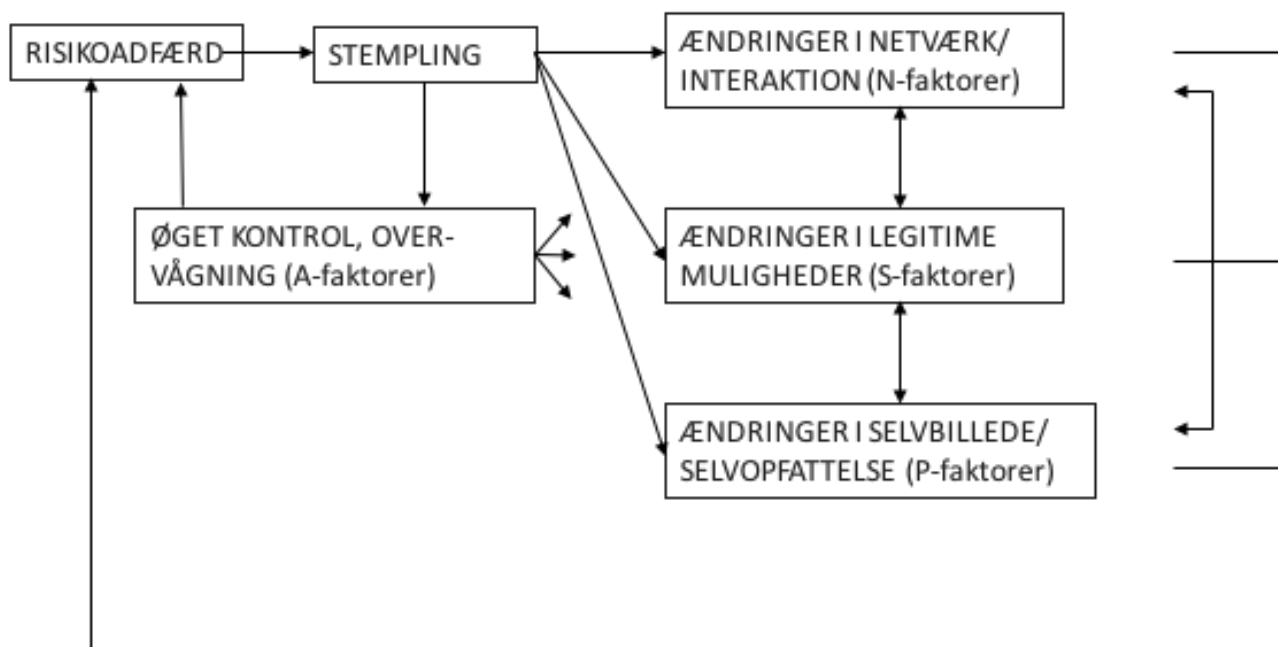 RISIKOADFÆRD
STEMPLING
ÆNDRINGER I NETVÆRK/
INTERAKTION (N-faktorer)
ØGET KONTROL, OVER-
VÅGNING (A-faktorer)
ÆNDRINGER I LEGITIME
MULIGHEDER (S-faktorer)
ÆNDRINGER I SELVBILLEDE/
SELVOPFATTELSE (P-faktorer)